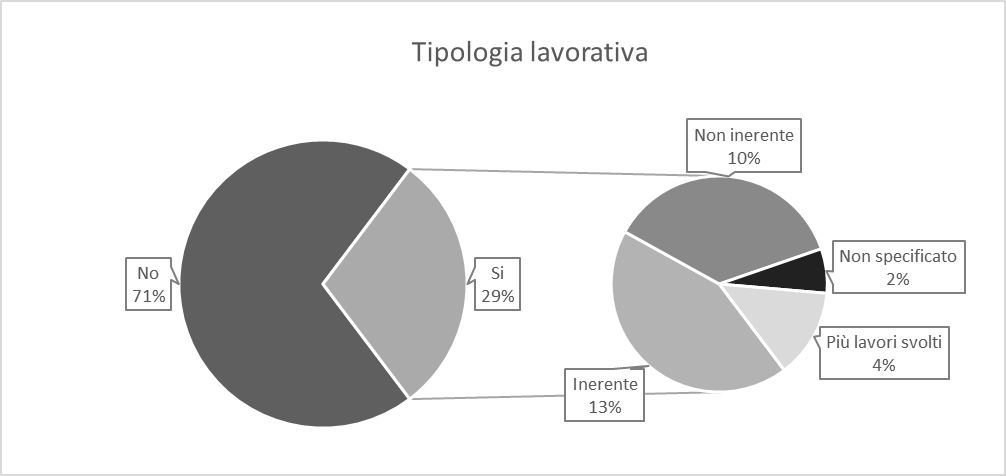 Tipologia lavorativa
No
71%
Si
29%
Non inerente
10%
Non specificato
2%
Più lavori svolti
4%
Inerente
13%